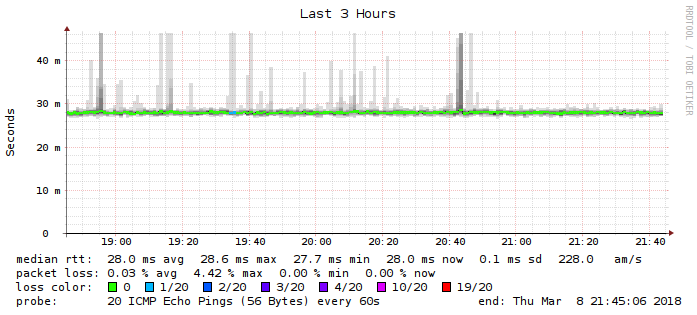 Last 3 Hours
RRDTOOL / TOBI OETIKER
Seconds
40 m
30 m
20 m
10 m
0
19:00 19:20 19:40 20:00 20:20 20:40 21:00 21:20 21:40
median rtt: 28.0 ms avg 28.6 ms max 27.7 ms min 28.0 ms now 0.1 ms sd 228.0 am/s
packet loss: 0.03 % avg 4.42 % max 0.00 % min 0.00 % now
loss color: 0 1/20 2/20 3/20 4/20 10/20 19/20
probe: 20 ICMP Echo Pings (56 Bytes) every 60s end: Thu Mar 8 21:45:06 2018